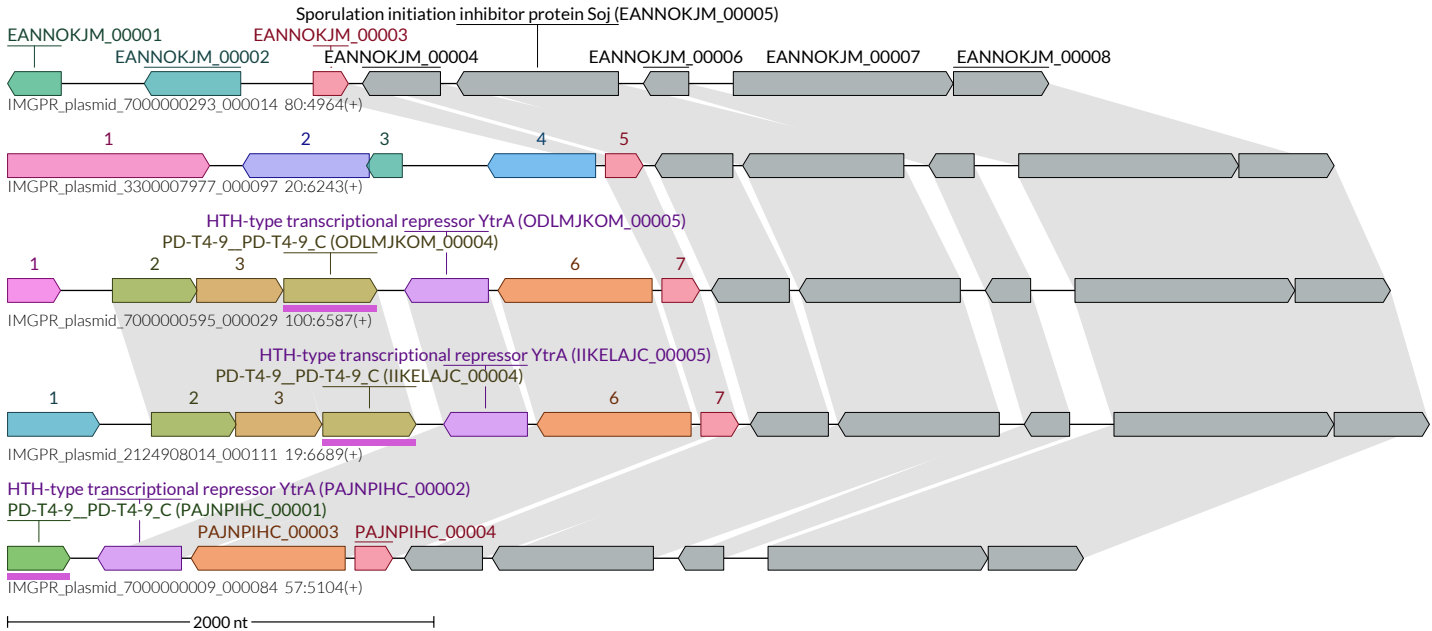 Sporulation initiation inhibitor protein Soj (EANNOKJM_00005)
EANNOKJM_00001 EANNOKJM_00003
EANNOKJM_00002 EANNOKJM_00004 EANNOKJM_00006 EANNOKJM_00007 EANNOKJM_00008
IMGPR_plasmid_7000000293_000014 80:4964(+)
1 2 3 4 5
IMGPR_plasmid_3300007977_000097 20:6243(+)
HTH-type transcriptional repressor YtrA (ODLMJKOM_00005)
PD-T4-9__PD-T4-9_C (ODLMJKOM_00004)
1 2 3 6 7
IMGPR_plasmid_7000000595_000029 100:6587(+)
HTH-type transcriptional repressor YtrA (IIKELAJC_00005)
PD-T4-9__PD-T4-9_C (IIKELAJC_00004)
1 2 3 6 7
IMGPR_plasmid_2124908014_000111 19:6689(+)
HTH-type transcriptional repressor YtrA (PAJNPIHC_00002)
PD-T4-9__PD-T4-9_C (PAJNPIHC_00001)
PAJNPIHC_00003 PAJNPIHC_00004
IMGPR_plasmid_7000000009_000084 57:5104(+)
2000 nt